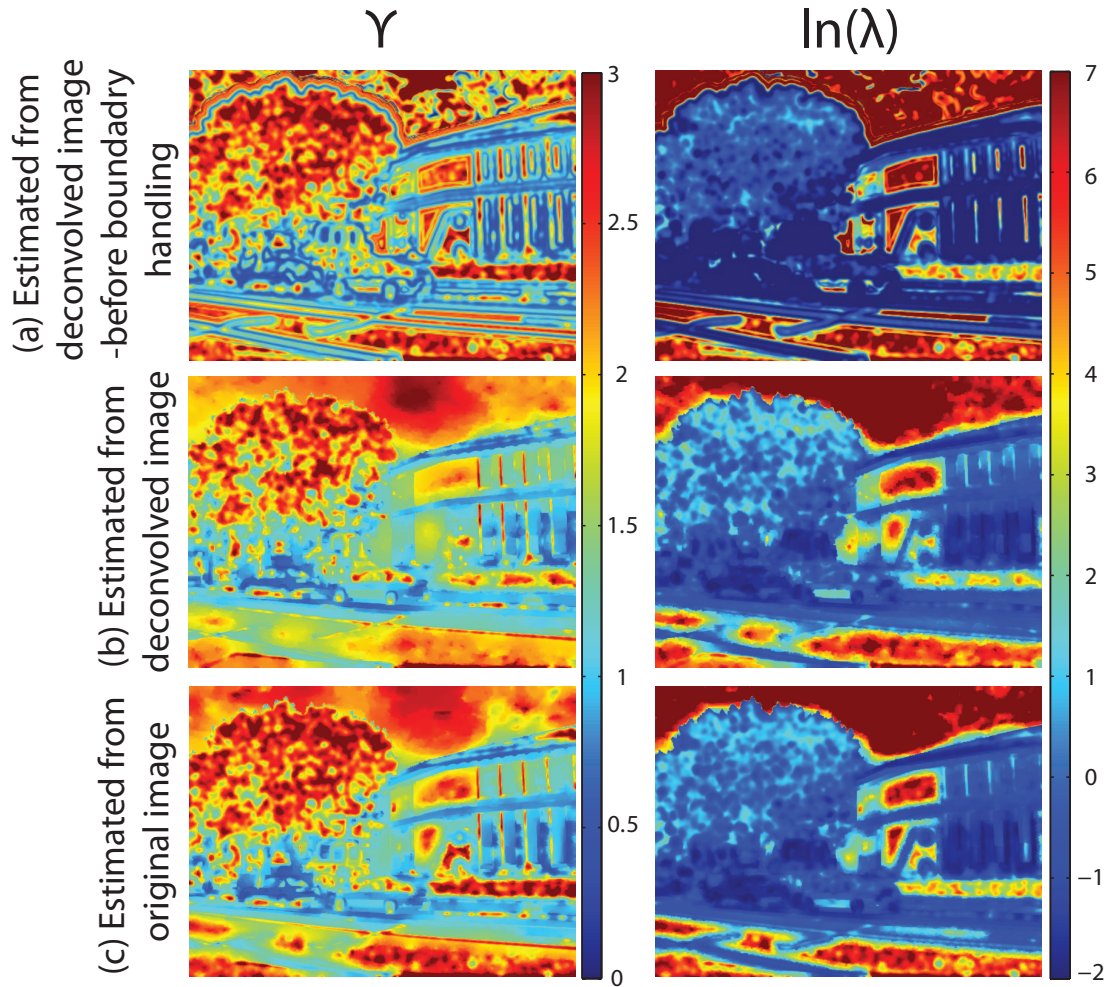 ϒ
ln(λ)
(a) Estimated from
deconvolved image
-before boundadry
handling
(b) Estimated from
deconvolved image
(c) Estimated from
original image
3
2.5
2
1.5
1
0.5
0
7
6
5
4
3
2
1
0
−1
−2